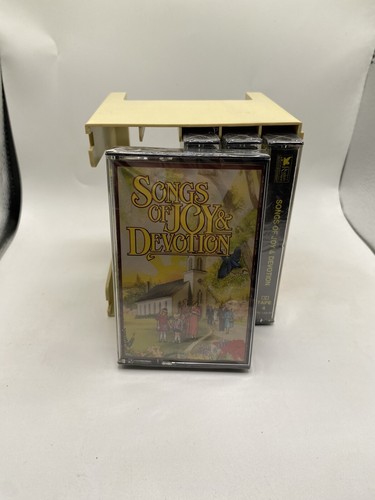 SONGS
OF JOY &
DEVOTION
SONGS OF JOY & DEVOTION